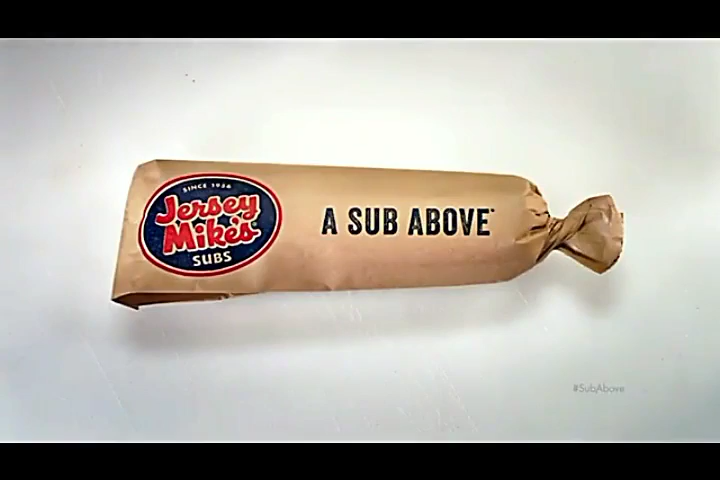 SINCE 1956
Jersey
Mike's
SUBS
A SUB ABOVE
#SubAbove